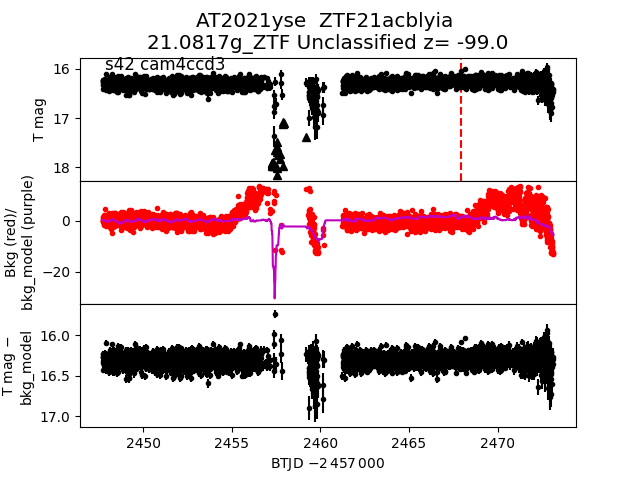 AT2021yse  ZTF21acblyia
21.0817g_ZTF Unclassified z= -99.0
s42 cam4ccd3
T mag
16
17
18
Bkg (red)/
bkg_model (purple)
0
−20
T mag −
bkg_model
16.0
16.5
17.0
2450
2455
2460
2465
2470
BTJD −2 457 000